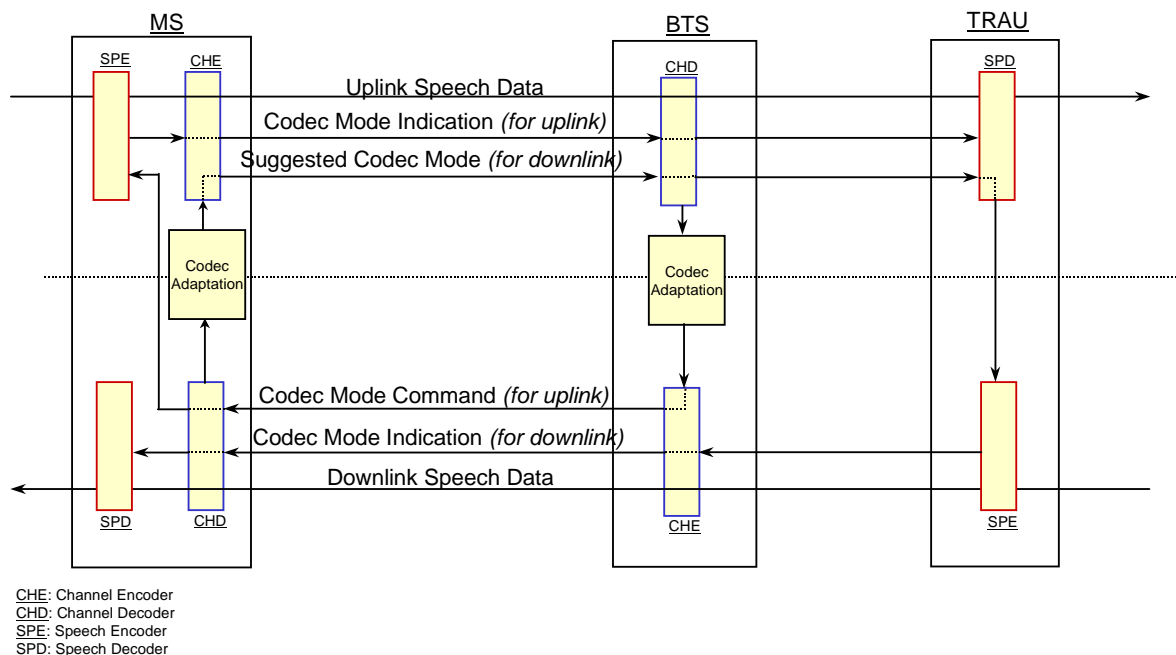 MS
BTS
TRAU
SPE
CHE
CHD
SPD
Uplink Speech Data
Codec Mode Indication (for uplink)
Suggested Codec Mode (for downlink)
Codec
Adaptation
Codec
Adaptation
Codec Mode Command (for uplink)
Codec Mode Indication (for downlink)
Downlink Speech Data
SPD
CHD
CHE
SPE
CHE: Channel Encoder
CHD: Channel Decoder
SPE: Speech Encoder
SPD: Speech Decoder